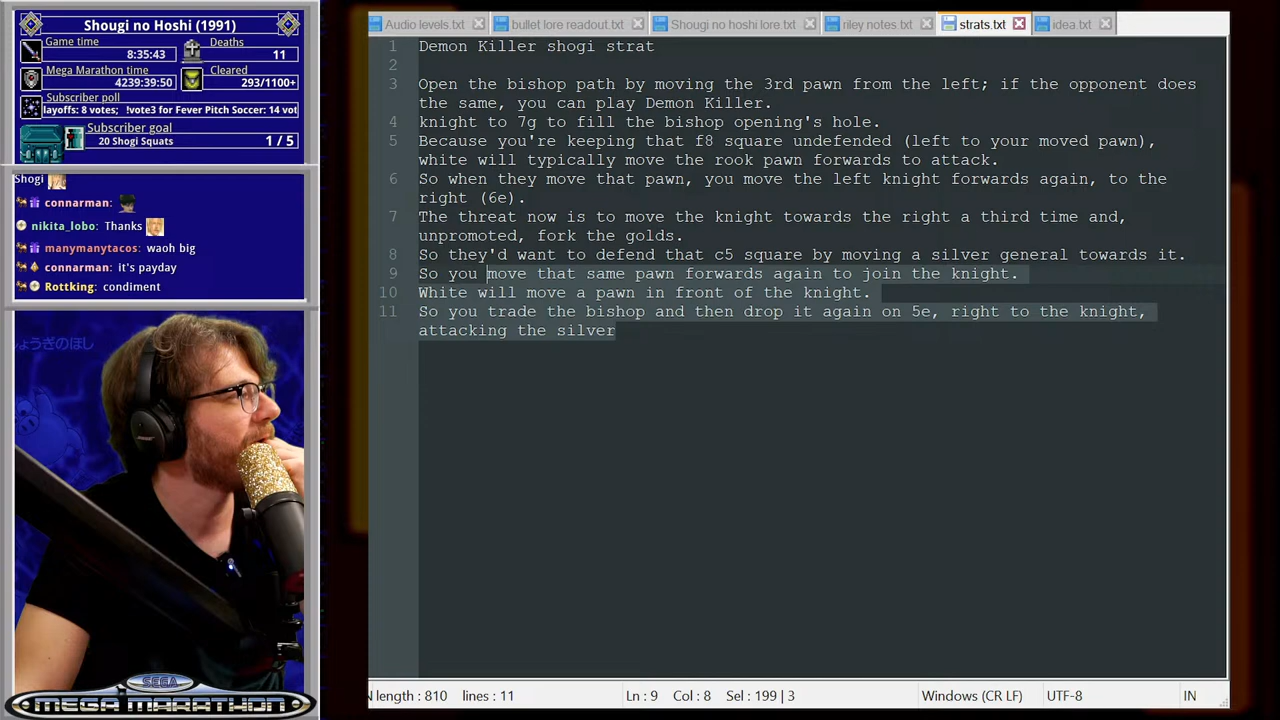 Shougi no Hoshi (1991)
Game time
8:35:43
Deaths
11
Mega Marathon time
4239:39:50
Cleared
293/1100+
Subscriber poll
layoffs: 8 votes; !vote3 for Fever Pitch Soccer: 14 vot
Subscriber goal
20 Shogi Squats
1 / 5
Shogi
connarman:
nikita_lobo: Thanks
manymanytacos: waoh big
connarman: it's payday
Rottking: condiment
しょうぎのほし
BOSE
SEGA
MEGA MARATHON
Audio levels.txt
bullet lore readout.txt
Shougi no hoshi lore.txt
riley notes.txt
strats.txt
idea.txt
1 Demon Killer shogi strat
2
3 Open the bishop path by moving the 3rd pawn from the left; if the opponent does
the same, you can play Demon Killer.
4 knight to 7g to fill the bishop opening's hole.
5 Because you're keeping that f8 square undefended (left to your moved pawn),
white will typically move the rook pawn forwards to attack.
6 So when they move that pawn, you move the left knight forwards again, to the
right (6e).
7 The threat now is to move the knight towards the right a third time and,
unpromoted, fork the golds.
8 So they'd want to defend that c5 square by moving a silver general towards it.
9 So you move that same pawn forwards again to join the knight.
10 White will move a pawn in front of the knight.
11 So you trade the bishop and then drop it again on 5e, right to the knight,
attacking the silver
length : 810 lines : 11
Ln : 9 Col : 8 Sel : 199 | 3
Windows (CR LF)
UTF-8
IN